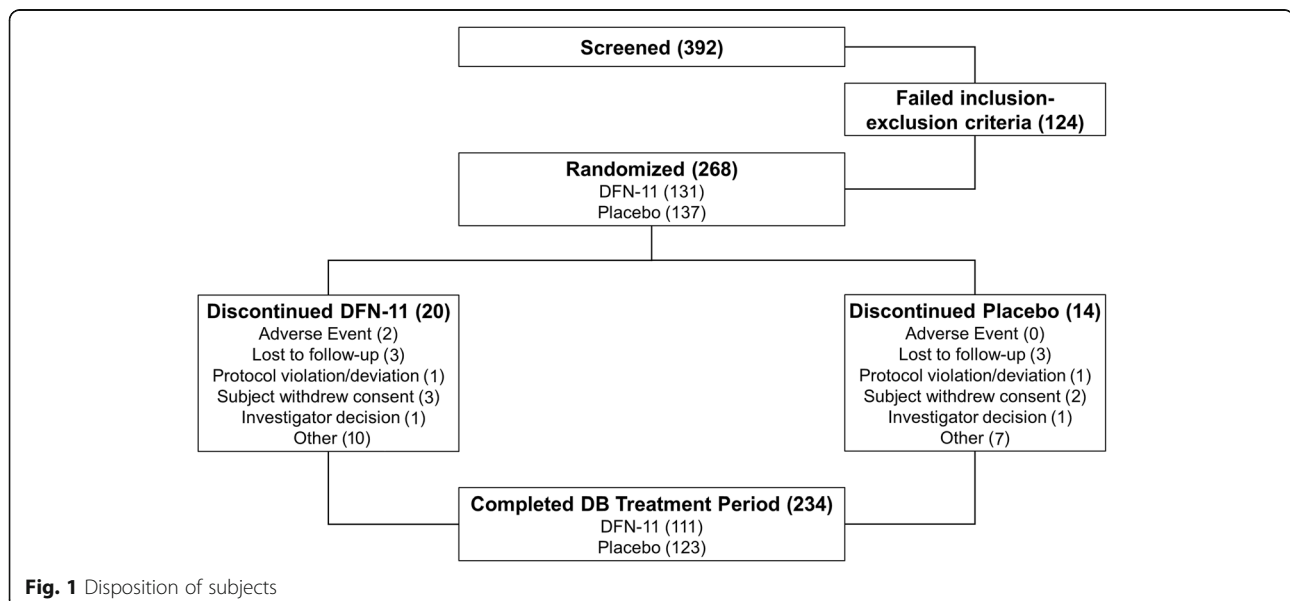 Screened (392)
Failed inclusion-
exclusion criteria (124)
Randomized (268)
DFN-11 (131)
Placebo (137)
Discontinued DFN-11 (20)
Adverse Event (2)
Lost to follow-up (3)
Protocol violation/deviation (1)
Subject withdrew consent (3)
Investigator decision (1)
Other (10)
Discontinued Placebo (14)
Adverse Event (0)
Lost to follow-up (3)
Protocol violation/deviation (1)
Subject withdrew consent (2)
Investigator decision (1)
Other (7)
Completed DB Treatment Period (234)
DFN-11 (111)
Placebo (123)
Fig. 1 Disposition of subjects